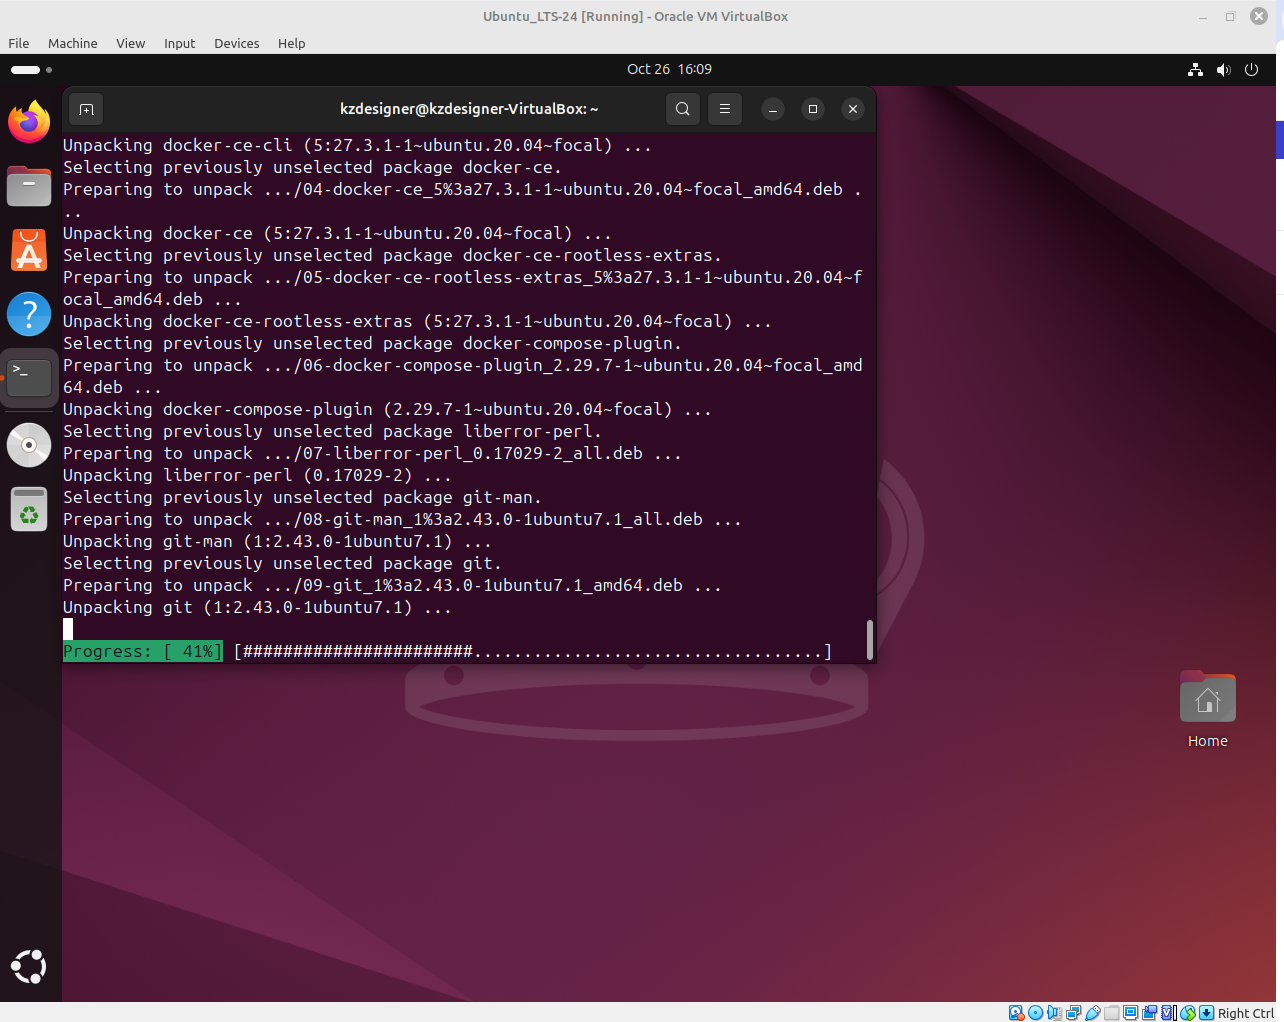 Ubuntu_LTS-24 [Running] - Oracle VM VirtualBox
File Machine View Input Devices Help
Oct 26 16:09
kzdesigner@kzdesigner-VirtualBox: ~
Unpacking docker-ce-cli (5:27.3.1-1~ubuntu.20.04~focal) ...
Selecting previously unselected package docker-ce.
Preparing to unpack .../04-docker-ce_5%3a27.3.1-1~ubuntu.20.04~focal_amd64.deb .
..
Unpacking docker-ce (5:27.3.1-1~ubuntu.20.04~focal) ...
Selecting previously unselected package docker-ce-rootless-extras.
Preparing to unpack .../05-docker-ce-rootless-extras_5%3a27.3.1-1~ubuntu.20.04~f
ocal_amd64.deb ...
Unpacking docker-ce-rootless-extras (5:27.3.1-1~ubuntu.20.04~focal) ...
Selecting previously unselected package docker-compose-plugin.
Preparing to unpack .../06-docker-compose-plugin_2.29.7-1~ubuntu.20.04~focal_amd
64.deb ...
Unpacking docker-compose-plugin (2.29.7-1~ubuntu.20.04~focal) ...
Selecting previously unselected package liberror-perl.
Preparing to unpack .../07-liberror-perl_0.17029-2_all.deb ...
Unpacking liberror-perl (0.17029-2) ...
Selecting previously unselected package git-man.
Preparing to unpack .../08-git-man_1%3a2.43.0-1ubuntu7.1_all.deb ...
Unpacking git-man (1:2.43.0-1ubuntu7.1) ...
Selecting previously unselected package git.
Preparing to unpack .../09-git_1%3a2.43.0-1ubuntu7.1_amd64.deb ...
Unpacking git (1:2.43.0-1ubuntu7.1) ...
Progress: [ 41%] [#######################...................................]
Home
Right Ctrl